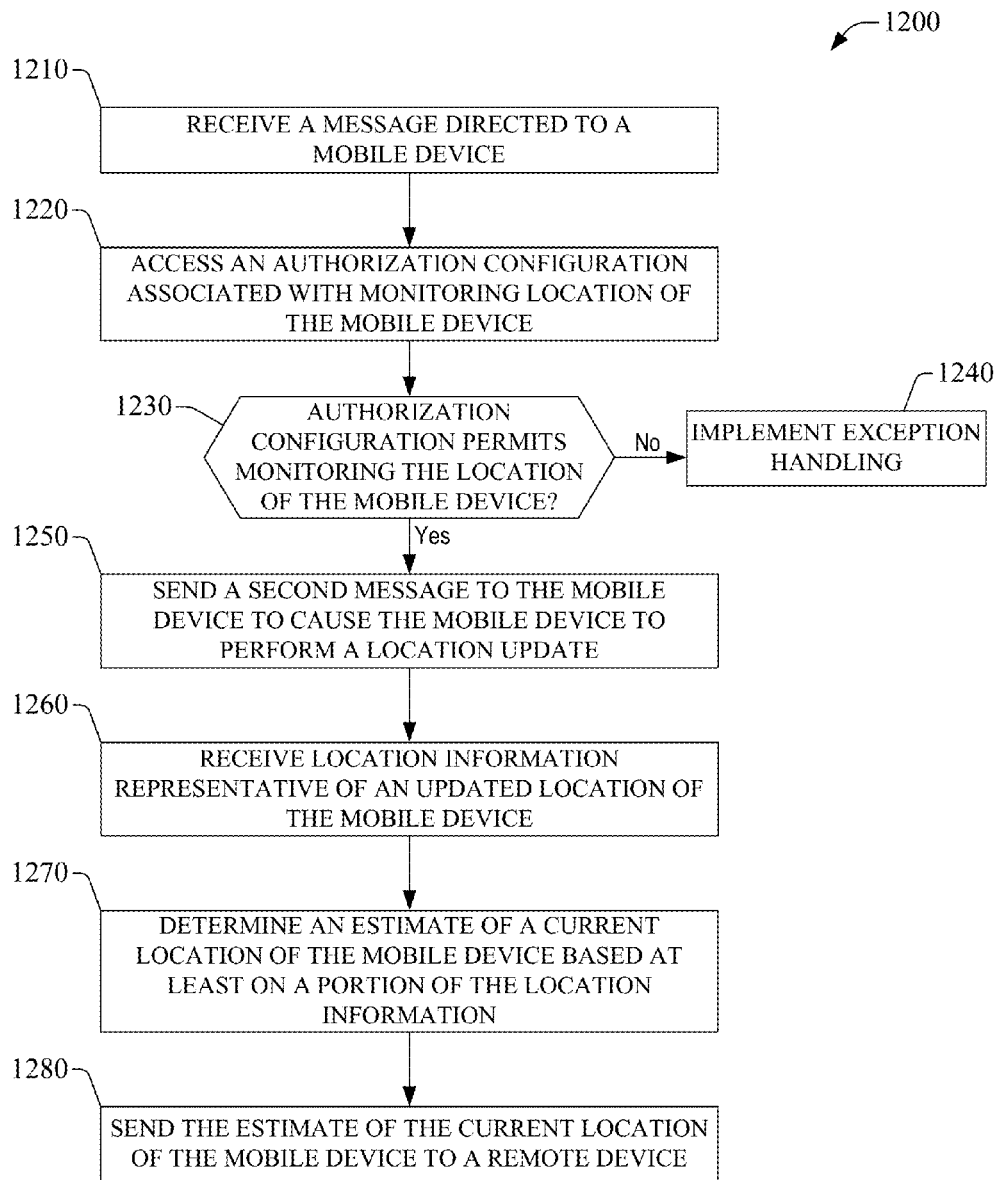 1200
1210
RECEIVE A MESSAGE DIRECTED TO A
MOBILE DEVICE
1220
ACCESS AN AUTHORIZATION CONFIGURATION
ASSOCIATED WITH MONITORING LOCATION OF
THE MOBILE DEVICE
1230
AUTHORIZATION
CONFIGURATION PERMITS
MONITORING THE LOCATION
OF THE MOBILE DEVICE?
No
1240
IMPLEMENT EXCEPTION
HANDLING
Yes
1250
SEND A SECOND MESSAGE TO THE MOBILE
DEVICE TO CAUSE THE MOBILE DEVICE TO
PERFORM A LOCATION UPDATE
1260
RECEIVE LOCATION INFORMATION
REPRESENTATIVE OF AN UPDATED LOCATION OF
THE MOBILE DEVICE
1270
DETERMINE AN ESTIMATE OF A CURRENT
LOCATION OF THE MOBILE DEVICE BASED AT
LEAST ON A PORTION OF THE LOCATION
INFORMATION
1280
SEND THE ESTIMATE OF THE CURRENT LOCATION
OF THE MOBILE DEVICE TO A REMOTE DEVICE